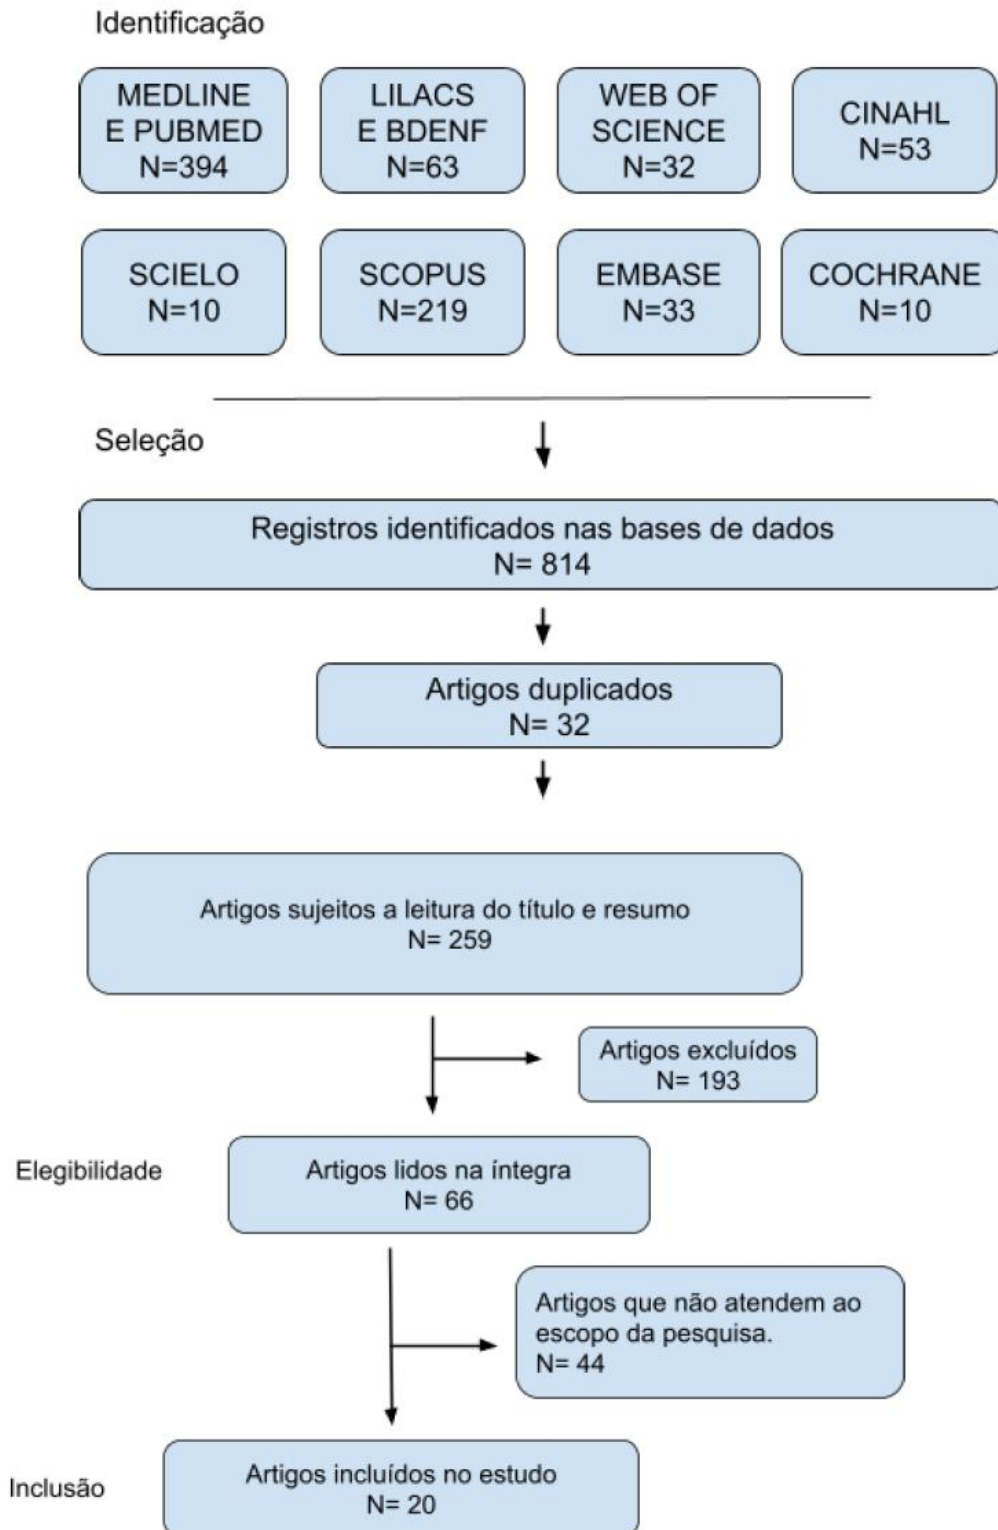 Identificação
MEDLINE
E PUBMED
N=394
LILACS
E BDENF
N=63
WEB OF
SCIENCE
N=32
CINAHL
N=53
SCIELO
N=10
SCOPUS
N=219
EMBASE
N=33
COCHRANE
N=10
Seleção
Registros identificados nas bases de dados
N= 814
Artigos duplicados
N= 32
Artigos sujeitos a leitura do título e resumo
N= 259
Artigos excluídos
N= 193
Elegibilidade
Artigos lidos na íntegra
N= 66
Artigos que não atendem ao
escopo da pesquisa.
N= 44
Inclusão
Artigos incluídos no estudo
N= 20